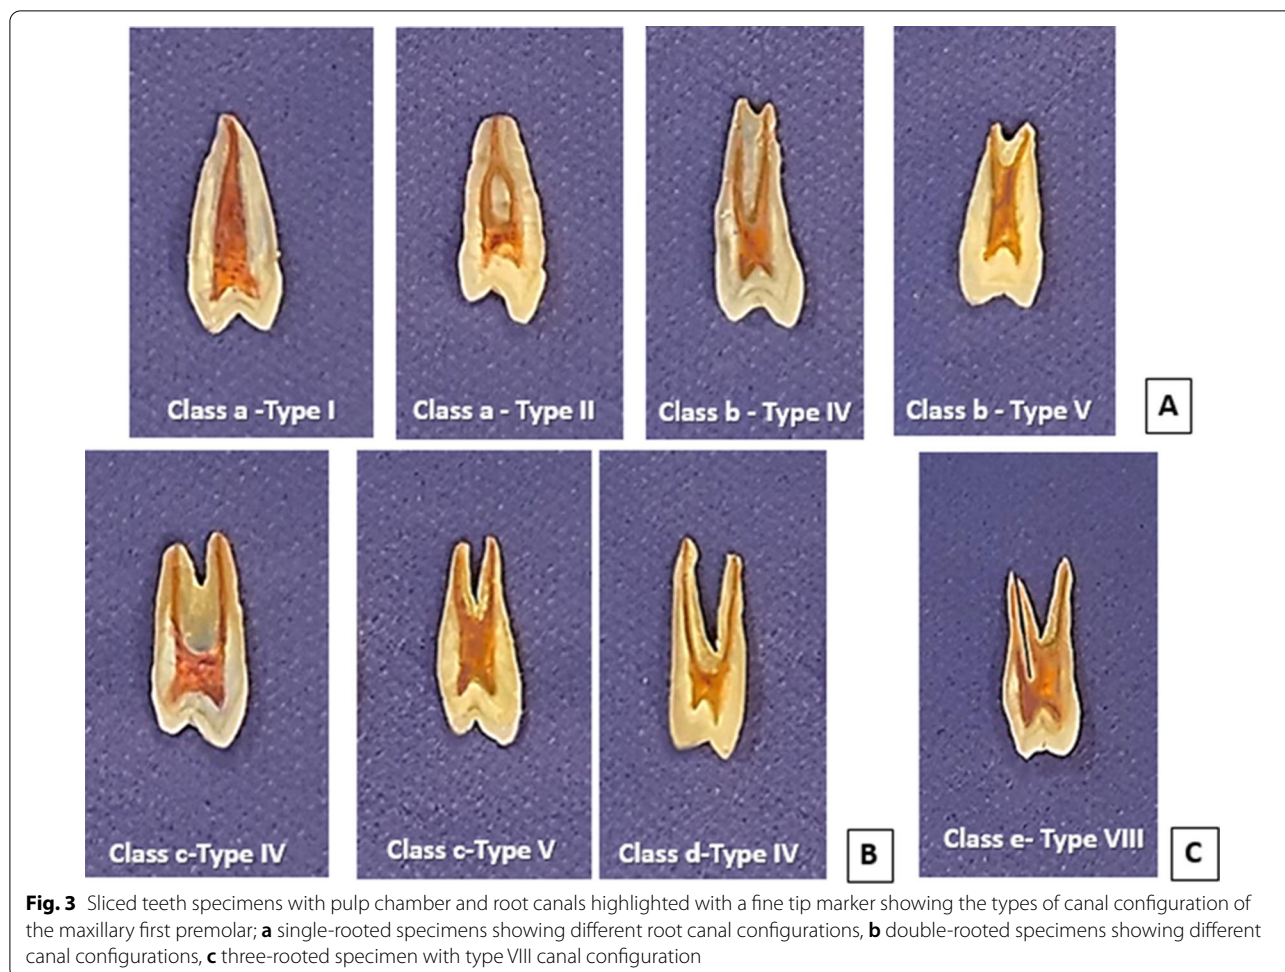 Class a -Type I
Class a - Type II
Class b - Type IV
Class b - Type V
A
Class c-Type IV
Class c-Type V
Class d-Type IV
B
Class e- Type VIII
C
Fig. 3 Sliced teeth specimens with pulp chamber and root canals highlighted with a fine tip marker showing the types of canal configuration of
the maxillary first premolar; a single-rooted specimens showing different root canal configurations, b double-rooted specimens showing different
canal configurations, c three-rooted specimen with type VIII canal configuration